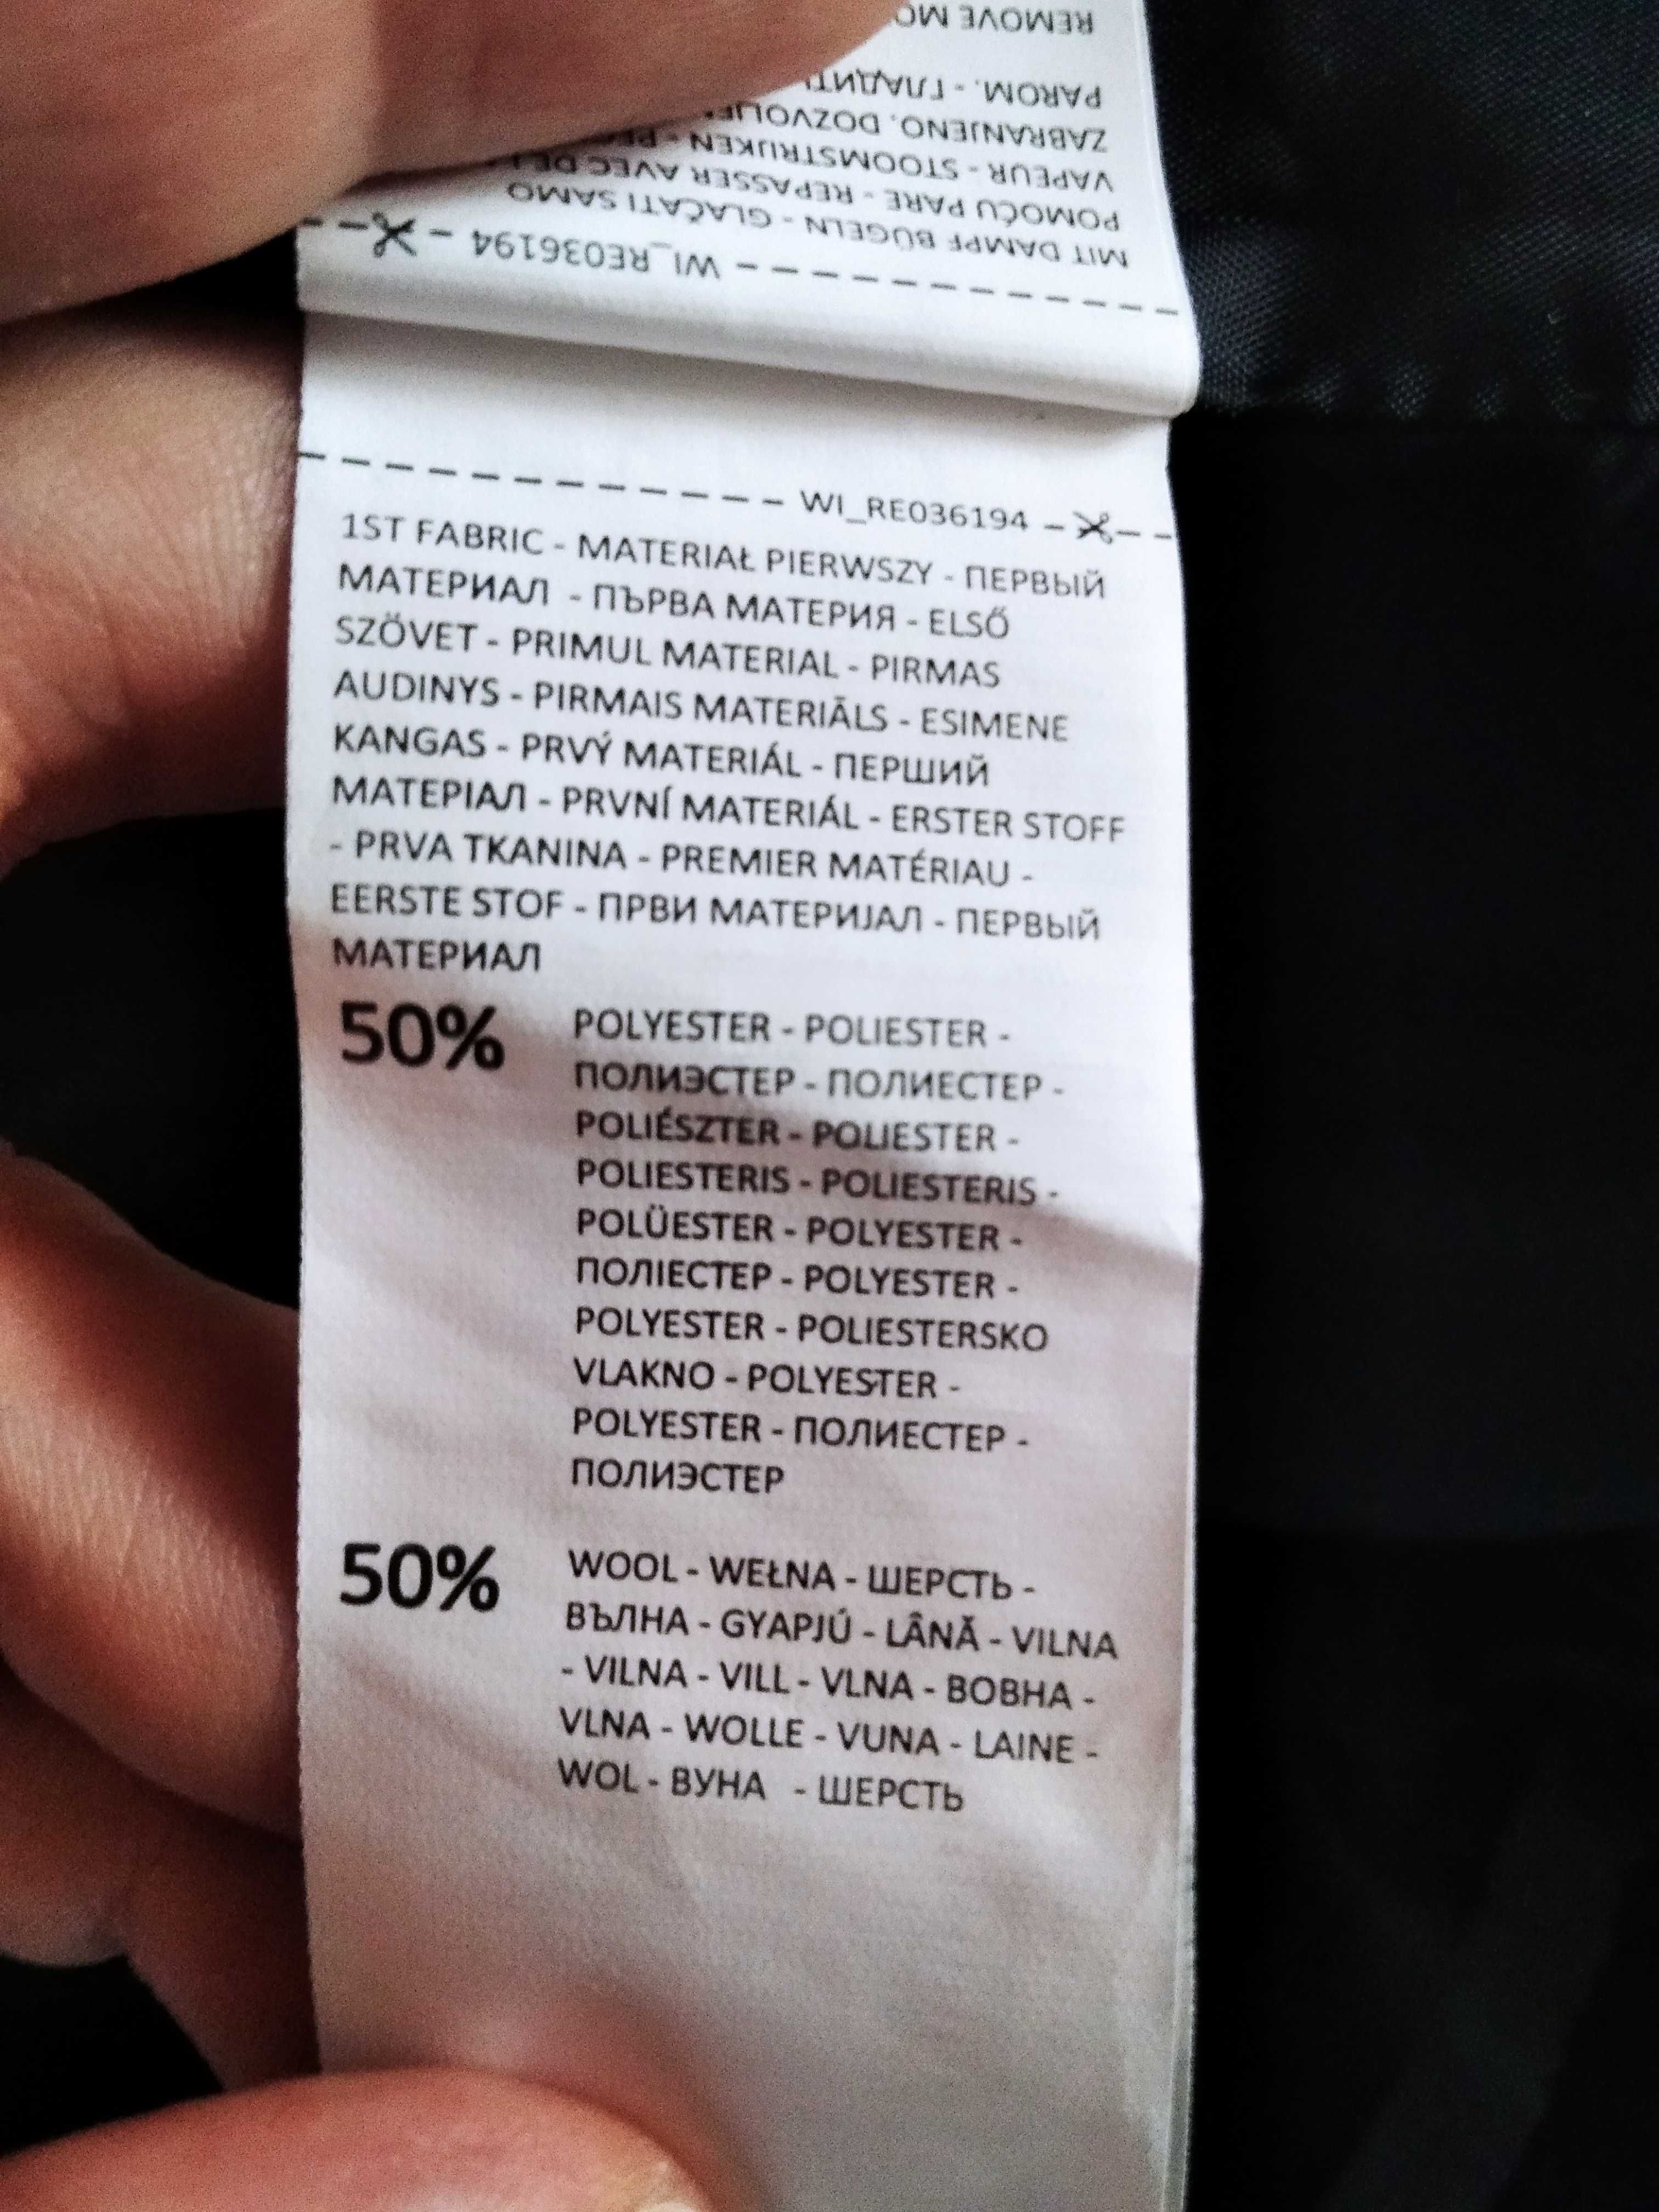 REMOVE
PAROM. - ГЛАДИТ
ZABRANJENO. DOZVOLJE
VAPEUR - STOOMSTRIJKEN -
POMOĆU PARE - REPASSER AVEC DE L
MIT DAMPF BÜGELN - GLAČATI SAMO
WI_RE036194
WI_RE036194
1ST FABRIC - MATERIAŁ PIERWSZY - ПЕРВЫЙ
МАТЕРИАЛ - ПЪРВА МАТЕРИЯ - ELSŐ
SZÖVET - PRIMUL MATERIAL - PIRMAS
AUDINYS - PIRMAIS MATERIĀLS - ESIMENE
KANGAS - PRVÝ MATERIÁL - ПЕРШИЙ
МАТЕРІАЛ - PRVNÍ MATERIÁL - ERSTER STOFF
- PRVA TKANINA - PREMIER MATÉRIAU -
EERSTE STOF - ПРВИ МАТЕРИЈАЛ - ПЕРВЫЙ
МАТЕРИАЛ
50% POLYESTER - POLIESTER -
ПОЛИЭСТЕР - ПОЛИЕСТЕР -
POLIÉSZTER - POLIESTER -
POLIESTERIS - POLIESTERIS -
POLÜESTER - POLYESTER -
ПОЛІЕСТЕР - POLYESTER -
POLYESTER - POLIESTERSKO
VLAKNO - POLYESTER -
POLYESTER - ПОЛИЕСТЕР -
ПОЛИЭСТЕР
50% WOOL - WEŁNA - ШЕРСТЬ -
ВЪЛНА - GYAPJÚ - LÂNĂ - VILNA
- VILNA - VILL - VLNA - ВОВНА -
VLNA - WOLLE - VUNA - LAINE -
WOL - ВУНА - ШЕРСТЬ